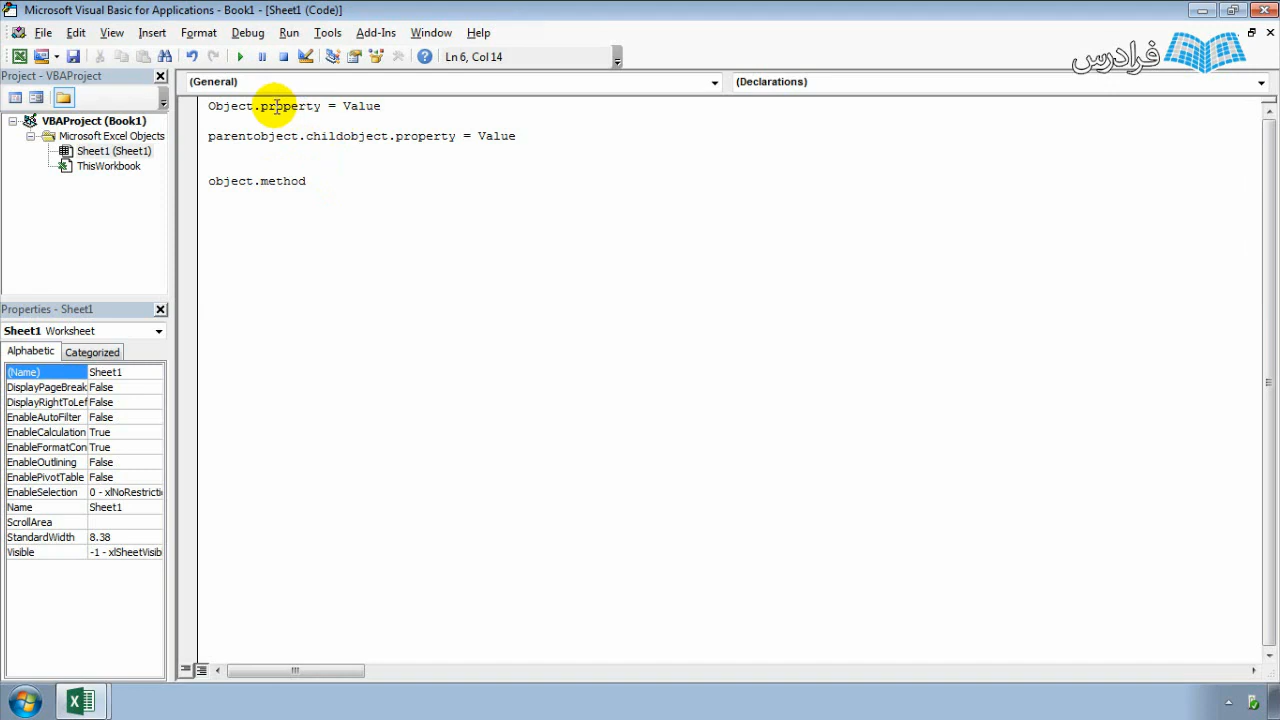 Microsoft Visual Basic for Applications - Book1 - [Sheet1 (Code)]
File Edit View Insert Format Debug Run Tools Add-Ins Window Help
فرادرس
Ln 6, Col 14
Project - VBAProject
(General)
(Declarations)
VBAProject (Book1)
Microsoft Excel Objects
Sheet1 (Sheet1)
ThisWorkbook
Object.property = Value
parentobject.childobject.property = Value
object.method
Properties - Sheet1
Sheet1 Worksheet
Alphabetic Categorized
(Name) Sheet1
DisplayPageBreak False
DisplayRightToLef False
EnableAutoFilter False
EnableCalculation True
EnableFormatCon True
EnableOutlining False
EnablePivotTable False
EnableSelection 0 - xlNoRestricti
Name Sheet1
ScrollArea
StandardWidth 8.38
Visible -1 - xlSheetVisib